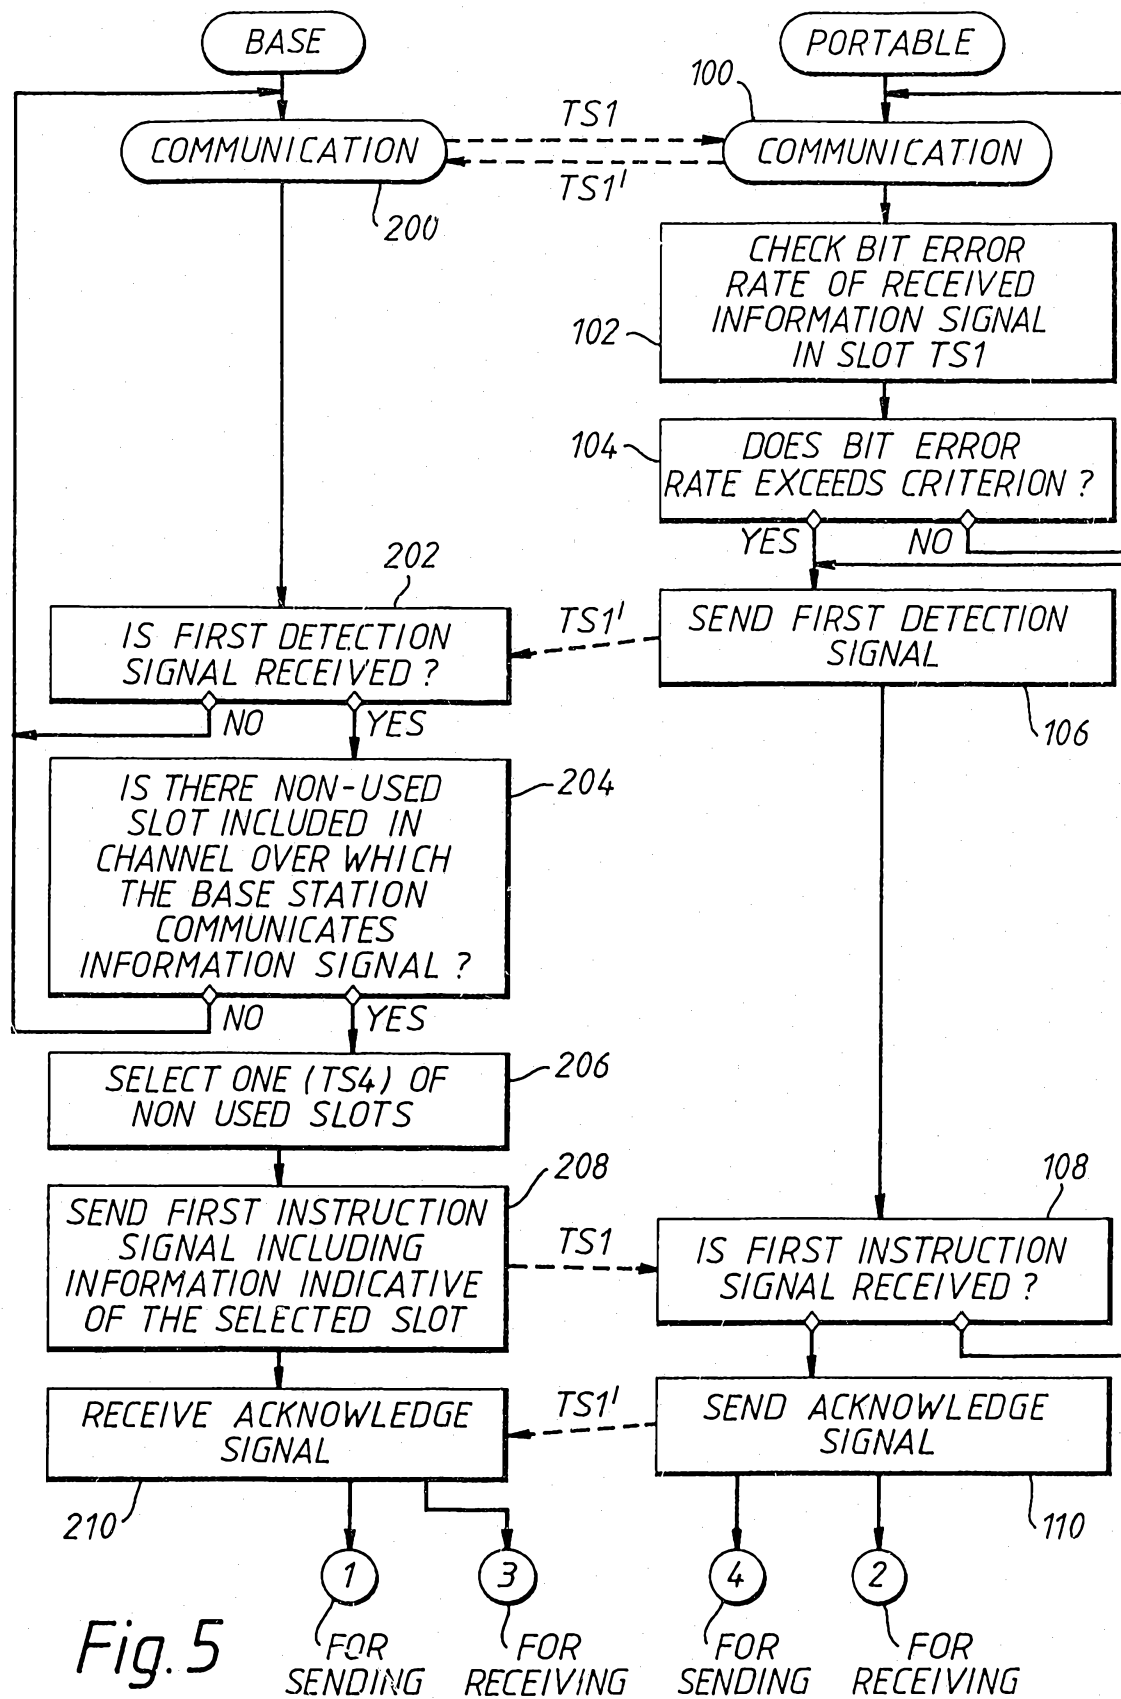 BASE
PORTABLE
100
COMMUNICATION
TS1
TS1'
COMMUNICATION
200
CHECK BIT ERROR
RATE OF RECEIVED
INFORMATION SIGNAL
IN SLOT TS1
102
104
DOES BIT ERROR
RATE EXCEEDS CRITERION ?
YES
NO
202
IS FIRST DETECTION
SIGNAL RECEIVED ?
TS1'
SEND FIRST DETECTION
SIGNAL
NO
YES
106
IS THERE NON-USED
SLOT INCLUDED IN
CHANNEL OVER WHICH
THE BASE STATION
COMMUNICATES
INFORMATION SIGNAL ?
204
NO
YES
SELECT ONE (TS4) OF
NON USED SLOTS
206
208
108
SEND FIRST INSTRUCTION
SIGNAL INCLUDING
INFORMATION INDICATIVE
OF THE SELECTED SLOT
TS1
IS FIRST INSTRUCTION
SIGNAL RECEIVED ?
RECEIVE ACKNOWLEDGE
SIGNAL
TS1'
SEND ACKNOWLEDGE
SIGNAL
210
110
1
3
4
2
FOR
SENDING
FOR
RECEIVING
FOR
SENDING
FOR
RECEIVING
Fig.5